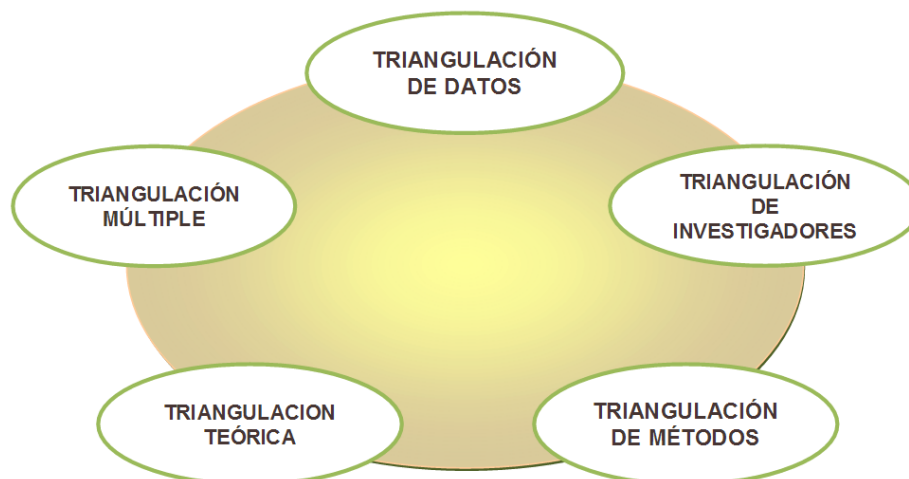 TRIANGULACIÓN
DE DATOS
TRIANGULACIÓN
MÚLTIPLE
TRIANGULACIÓN
DE
INVESTIGADORES
TRIANGULACION
TEÓRICA
TRIANGULACIÓN
DE MÉTODOS